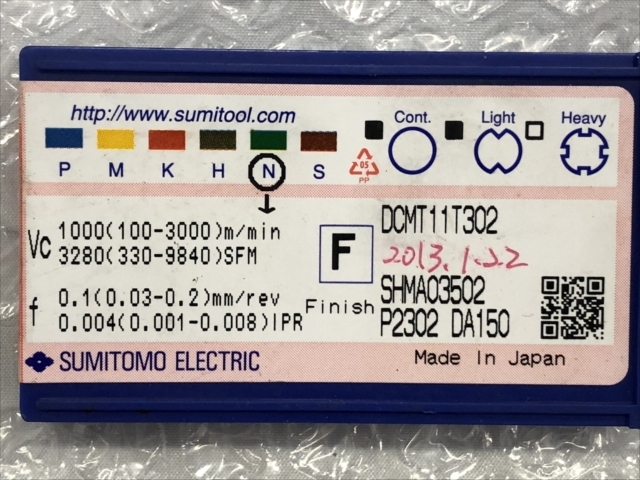 http://www.sumitool.com
P M K H N S
05
PP
Cont. Light Heavy
Vc 1000(100-3000)m/min
3280(330-9840)SFM
f 0.1(0.03-0.2)mm/rev
0.004(0.001-0.008)IPR
F
Finish
DCMT11T302
2013.1.22
SHMA03502
P2302 DA150
SUMITOMO ELECTRIC
Made In Japan